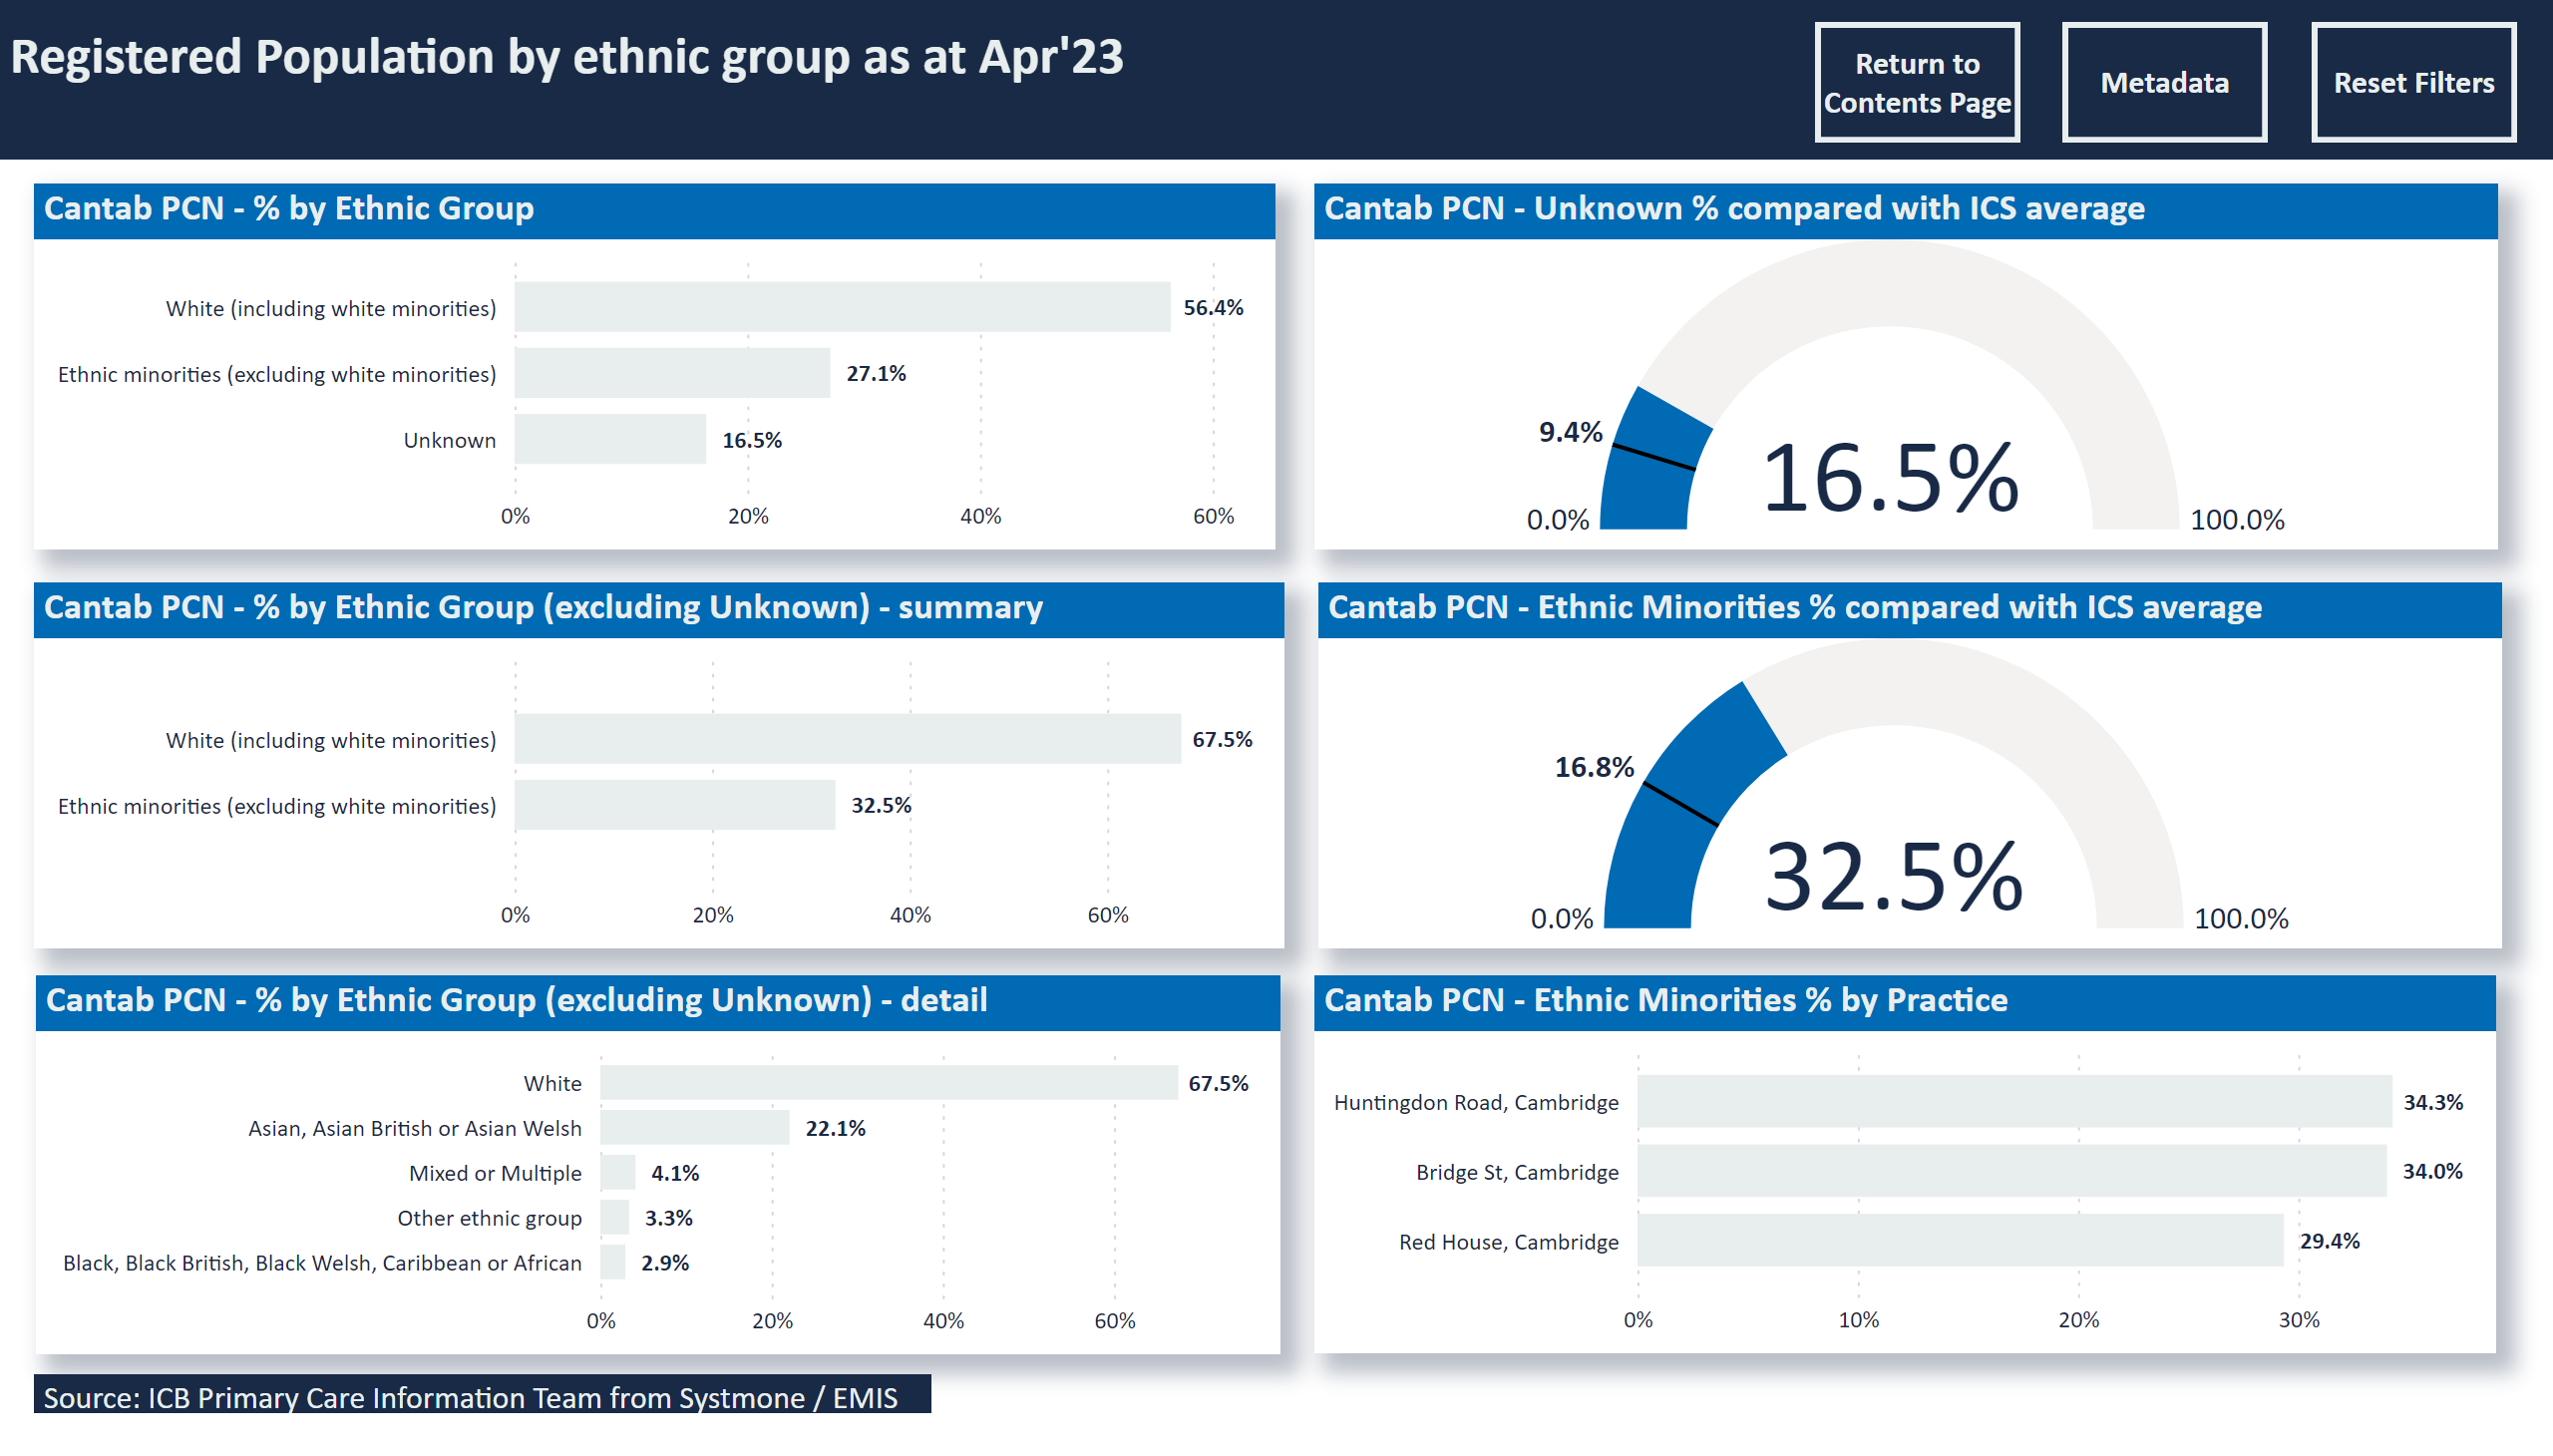 Registered Population by ethnic group as at Apr'23
Return to
Contents Page
Metadata
Reset Filters
Cantab PCN - % by Ethnic Group
White (including white minorities)
56.4%
Ethnic minorities (excluding white minorities)
27.1%
Unknown
16.5%
0%
20%
40%
60%
Cantab PCN - Unknown % compared with ICS average
9.4%
16.5%
0.0%
100.0%
Cantab PCN - % by Ethnic Group (excluding Unknown) - summary
White (including white minorities)
67.5%
Ethnic minorities (excluding white minorities)
32.5%
0%
20%
40%
60%
Cantab PCN - Ethnic Minorities % compared with ICS average
16.8%
32.5%
0.0%
100.0%
Cantab PCN - % by Ethnic Group (excluding Unknown) - detail
White
67.5%
Asian, Asian British or Asian Welsh
22.1%
Mixed or Multiple
4.1%
Other ethnic group
3.3%
Black, Black British, Black Welsh, Caribbean or African
2.9%
0%
20%
40%
60%
Cantab PCN - Ethnic Minorities % by Practice
Huntingdon Road, Cambridge
34.3%
Bridge St, Cambridge
34.0%
Red House, Cambridge
29.4%
0%
10%
20%
30%
Source: ICB Primary Care Information Team from Systmone / EMIS